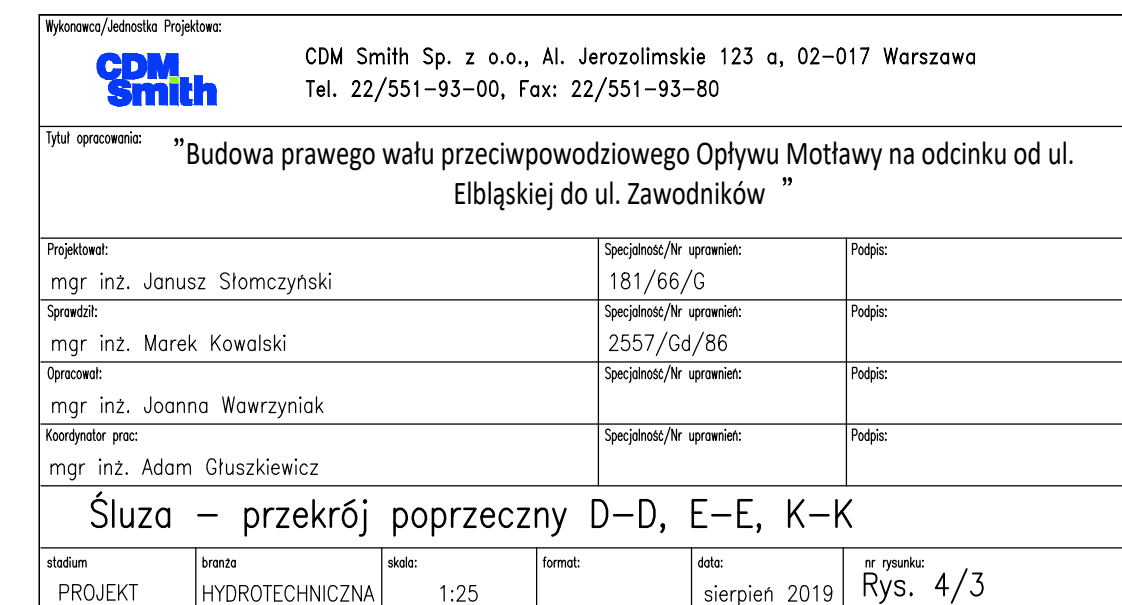 Wykonawca/Jednostka Projektowa:
CDM
Smith
CDM Smith Sp. z o.o., Al. Jerozolimskie 123 a, 02-017 Warszawa
Tel. 22/551-93-00, Fax: 22/551-93-80
Tytuł opracowania:
"Budowa prawego wału przeciwpowodziowego Opływu Motławy na odcinku od ul.
Elbląskiej do ul. Zawodników "
Projektował: Specjalność/Nr uprawnień: Podpis:
mgr inż. Janusz Słomczyński 181/66/G
Sprawdził: Specjalność/Nr uprawnień: Podpis:
mgr inż. Marek Kowalski 2557/Gd/86
Opracował: Specjalność/Nr uprawnień: Podpis:
mgr inż. Joanna Wawrzyniak
Koordynator prac: Specjalność/Nr uprawnień: Podpis:
mgr inż. Adam Głuszkiewicz
Śluza – przekrój poprzeczny D–D, E–E, K–K
stadium branża skala: format: data: nr rysunku:
PROJEKT HYDROTECHNICZNA 1:25 sierpień 2019 Rys. 4/3